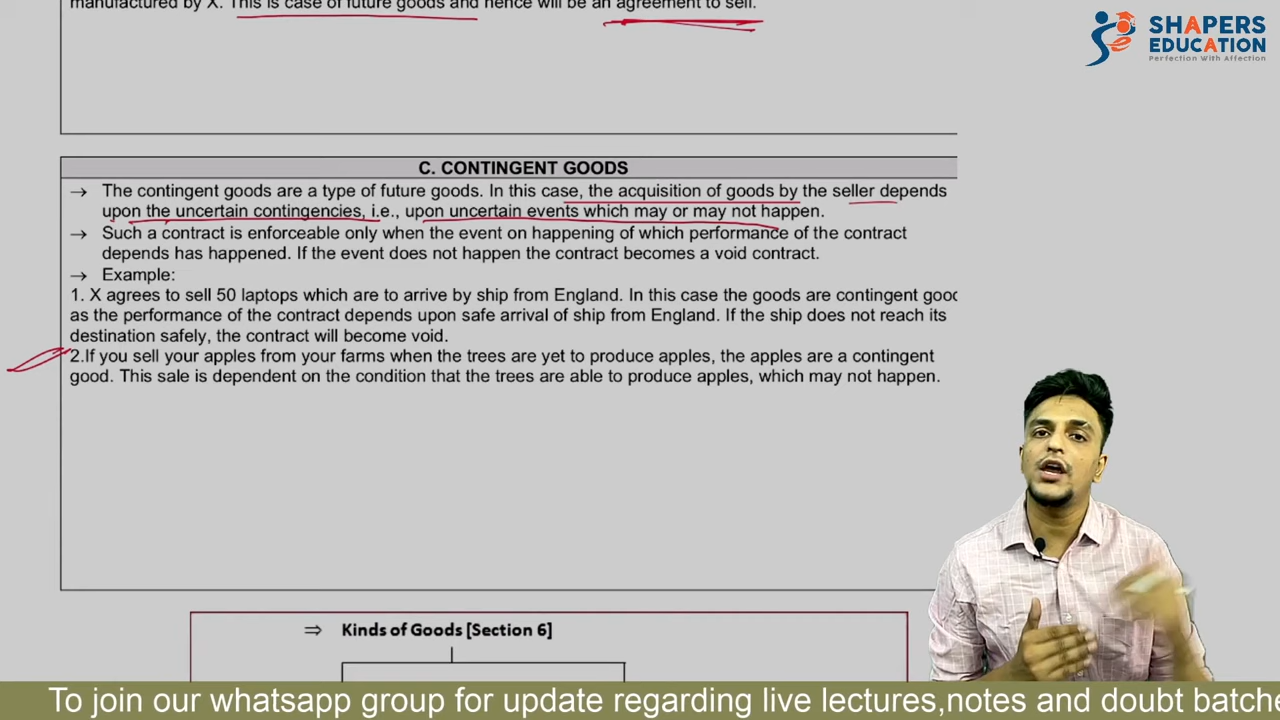 manufactured by X. This is case of future goods and hence will be an agreement to sell.
SHAPERS
EDUCATION
Perfection With Affection
C. CONTINGENT GOODS
→ The contingent goods are a type of future goods. In this case, the acquisition of goods by the seller depends
upon the uncertain contingencies, i.e., upon uncertain events which may or may not happen.
→ Such a contract is enforceable only when the event on happening of which performance of the contract
depends has happened. If the event does not happen the contract becomes a void contract.
→ Example:
1. X agrees to sell 50 laptops which are to arrive by ship from England. In this case the goods are contingent good
as the performance of the contract depends upon safe arrival of ship from England. If the ship does not reach its
destination safely, the contract will become void.
2.If you sell your apples from your farms when the trees are yet to produce apples, the apples are a contingent
good. This sale is dependent on the condition that the trees are able to produce apples, which may not happen.
⇒ Kinds of Goods [Section 6]
To join our whatsapp group for update regarding live lectures,notes and doubt batche